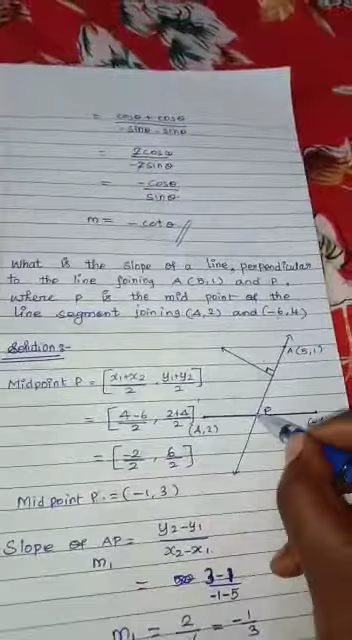 = cosθ + cosθ / -sinθ - sinθ
= 2cosθ / -2sinθ
= -cosθ / sinθ
m = -cotθ //
What is the slope of a line, perpendicular
to the line joining A(5,1) and P,
where P is the mid point of the
line segment joining (4,2) and (-6,4)
Solution:-
A(5,1)
Midpoint P = [x₁+x₂ / 2 , y₁+y₂ / 2]
P
= [4-6 / 2 , 2+4 / 2]
(4,2)
= [-2 / 2 , 6 / 2]
Mid point P. = (-1, 3)
Slope of AP = y₂-y₁ / x₂-x₁
m₁
= 3-1 / -1-5
m₁ = 2 / = -1 / 3